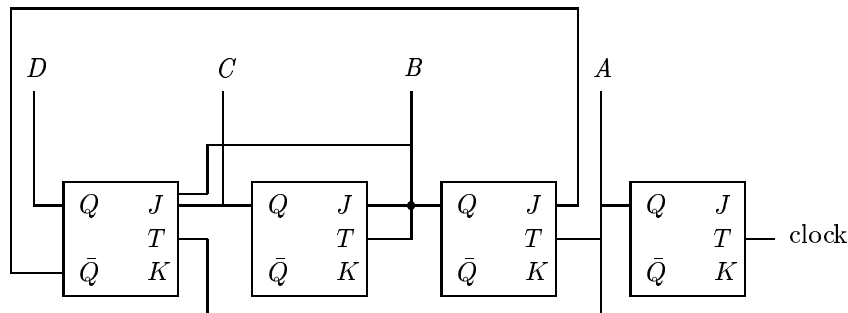 D C B A
Q J Q J Q J Q J
T T T T clock
Q̄ K Q̄ K Q̄ K Q̄ K